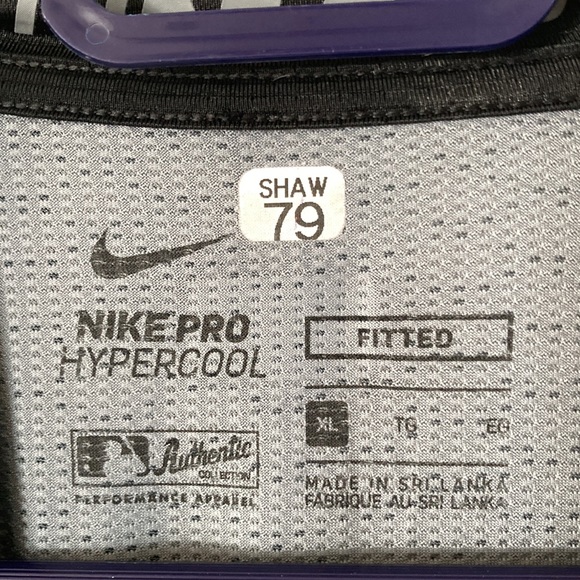 SHAW
79
NIKE PRO
HYPERCOOL
FITTED
XL TG EG
Authentic
COLLECTION
PERFORMANCE APPAREL
MADE IN SRI LANKA
FABRIQUE AU SRI LANKA